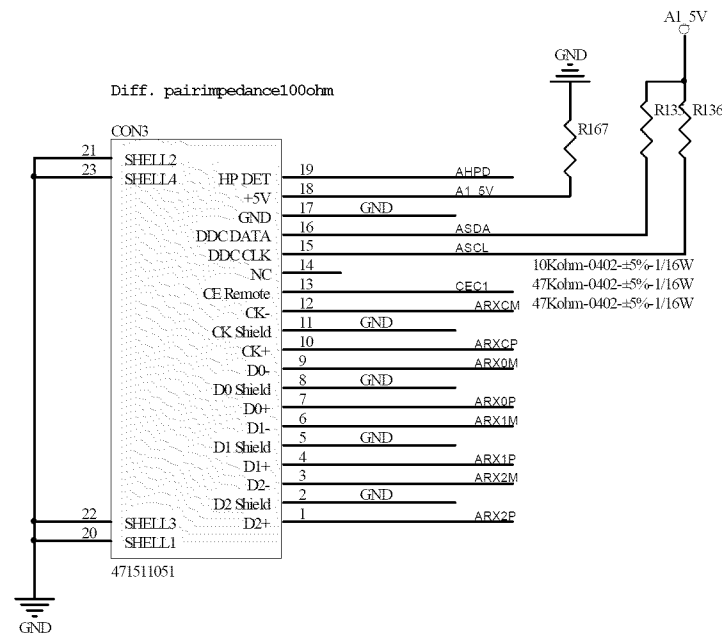 A1_5V
GND
Diff. pairimpedance100ohm
R167
R135
R136
CON3
21 SHELL2
23 SHELL4
HP DET 19 AHPD
+5V 18 A1_5V
GND 17 GND
DDC DATA 16 ASDA
DDC CLK 15 ASCL
NC 14
CE Remote 13 CEC1
CK- 12 ARXCM
CK Shield 11 GND
CK+ 10 ARXCP
D0- 9 ARX0M
D0 Shield 8 GND
D0+ 7 ARX0P
D1- 6 ARX1M
D1 Shield 5 GND
D1+ 4 ARX1P
D2- 3 ARX2M
D2 Shield 2 GND
D2+ 1 ARX2P
10Kohm-0402-±5%-1/16W
47Kohm-0402-±5%-1/16W
47Kohm-0402-±5%-1/16W
22 SHELL3
20 SHELL1
471511051
GND